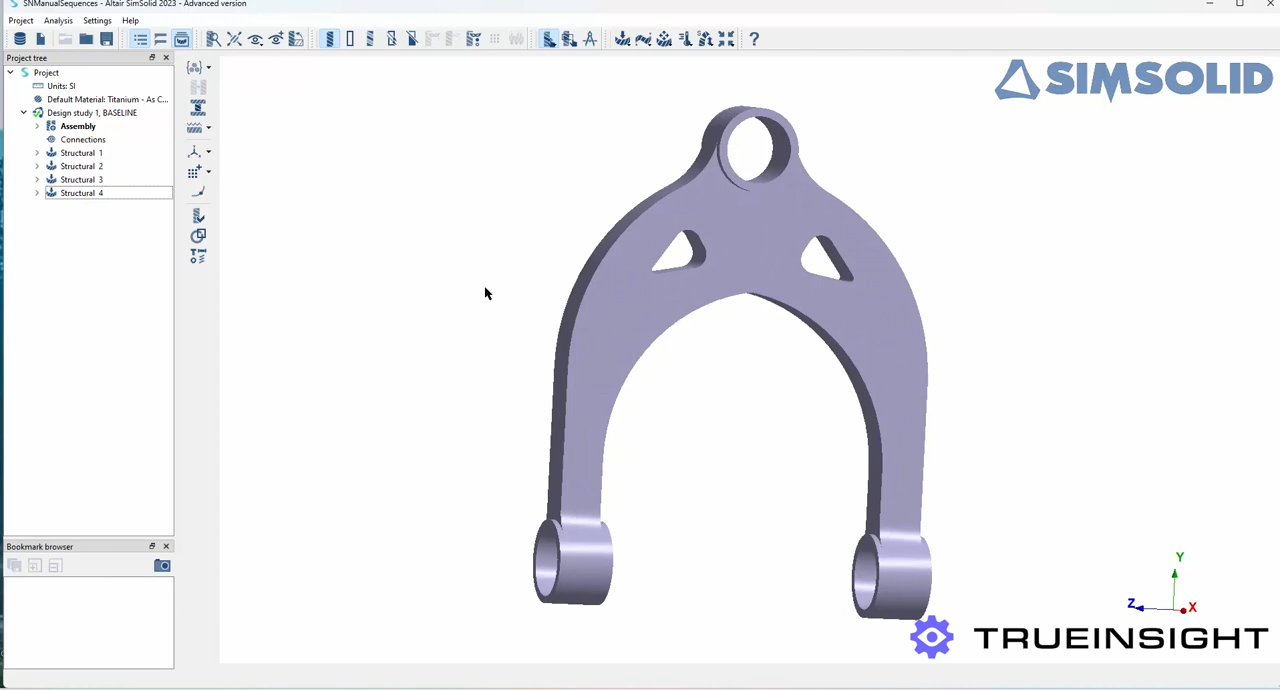 SNManualSequences - Altair SimSolid 2023 - Advanced version
Project Analysis Settings Help
Project tree
Project
Units: SI
Default Material: Titanium - As C...
Design study 1, BASELINE
Assembly
Connections
Structural 1
Structural 2
Structural 3
Structural 4
Bookmark browser
SIMSOLID
Y
Z
X
TRUEINSIGHT